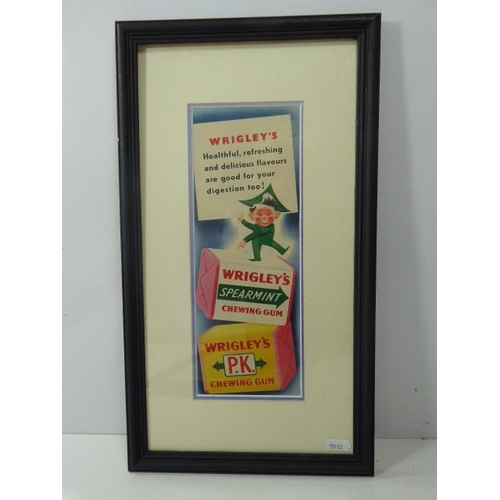 WRIGLEY'S
Healthful, refreshing
and delicious flavours
are good for your
digestion too!
WRIGLEY'S
SPEARMINT
CHEWING GUM
WRIGLEY'S
P.K.
CHEWING GUM